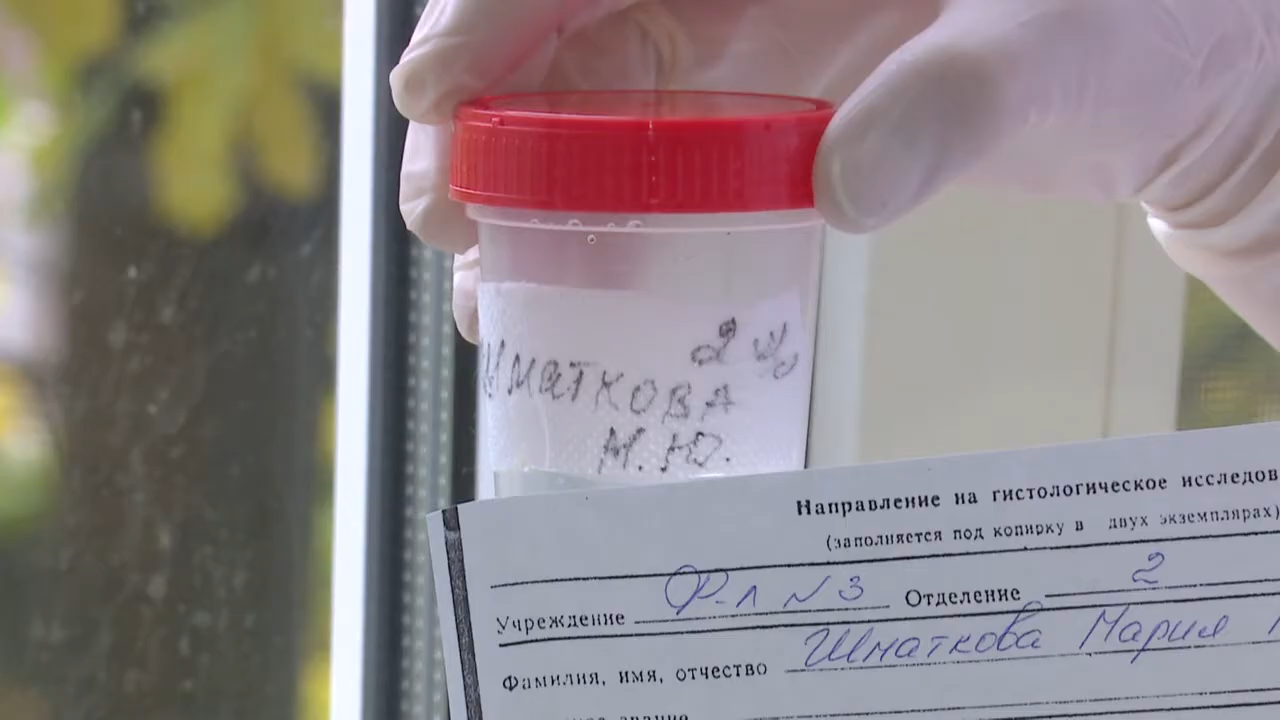 2 ш
Шматкова
М.Ю.
Направление на гистологическое исследов
(заполняется под копирку в двух экземплярах)
Учреждение Ф-л N 3 Отделение 2
Фамилия, имя, отчество Шматкова Мария
звание